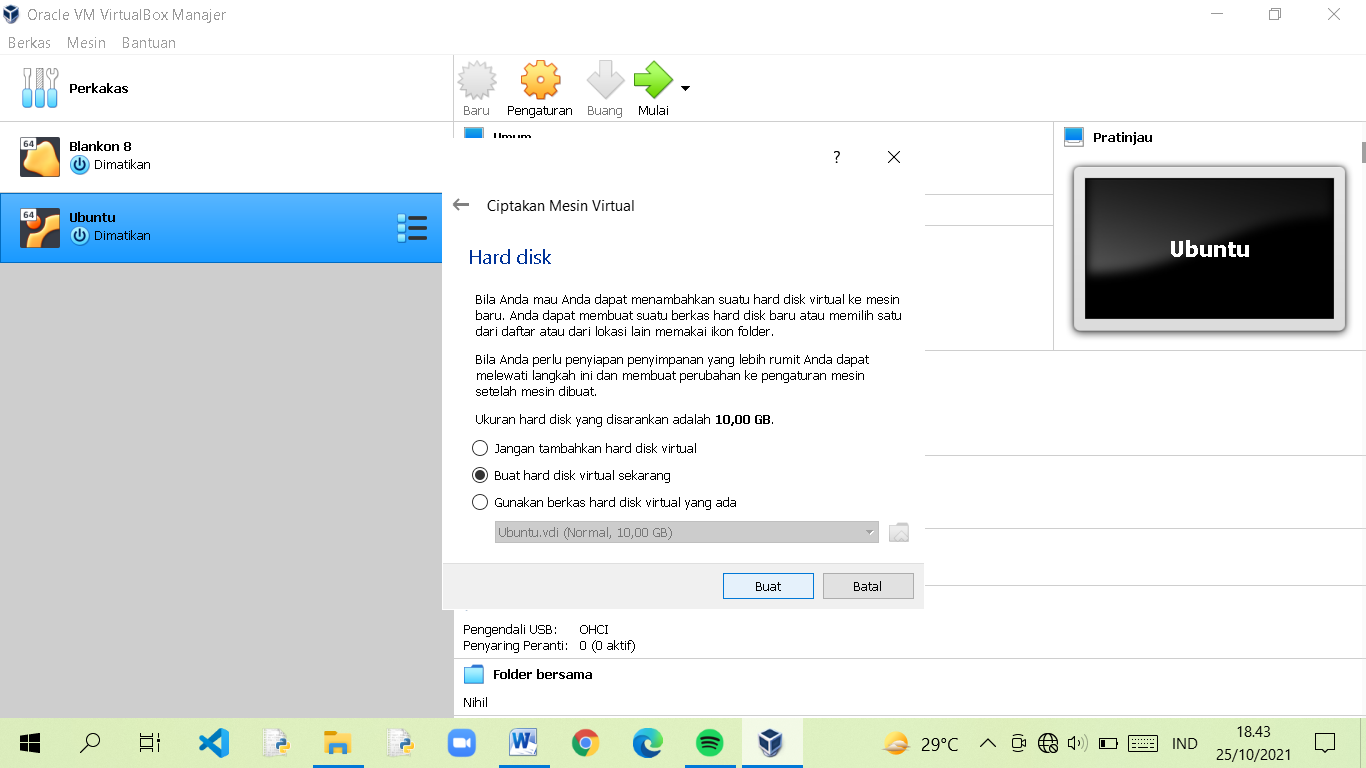 Oracle VM VirtualBox Manajer
Berkas Mesin Bantuan
Perkakas
Baru Pengaturan Buang Mulai
64
Blankon 8
Dimatikan
64
Ubuntu
Dimatikan
Umum
Pratinjau
Ubuntu
?
Ciptakan Mesin Virtual
Hard disk
Bila Anda mau Anda dapat menambahkan suatu hard disk virtual ke mesin
baru. Anda dapat membuat suatu berkas hard disk baru atau memilih satu
dari daftar atau dari lokasi lain memakai ikon folder.
Bila Anda perlu penyiapan penyimpanan yang lebih rumit Anda dapat
melewati langkah ini dan membuat perubahan ke pengaturan mesin
setelah mesin dibuat.
Ukuran hard disk yang disarankan adalah 10,00 GB.
Jangan tambahkan hard disk virtual
Buat hard disk virtual sekarang
Gunakan berkas hard disk virtual yang ada
Ubuntu.vdi (Normal, 10,00 GB)
Buat Batal
Pengendali USB: OHCI
Penyaring Peranti: 0 (0 aktif)
Folder bersama
Nihil
29°C
IND
18.43
25/10/2021